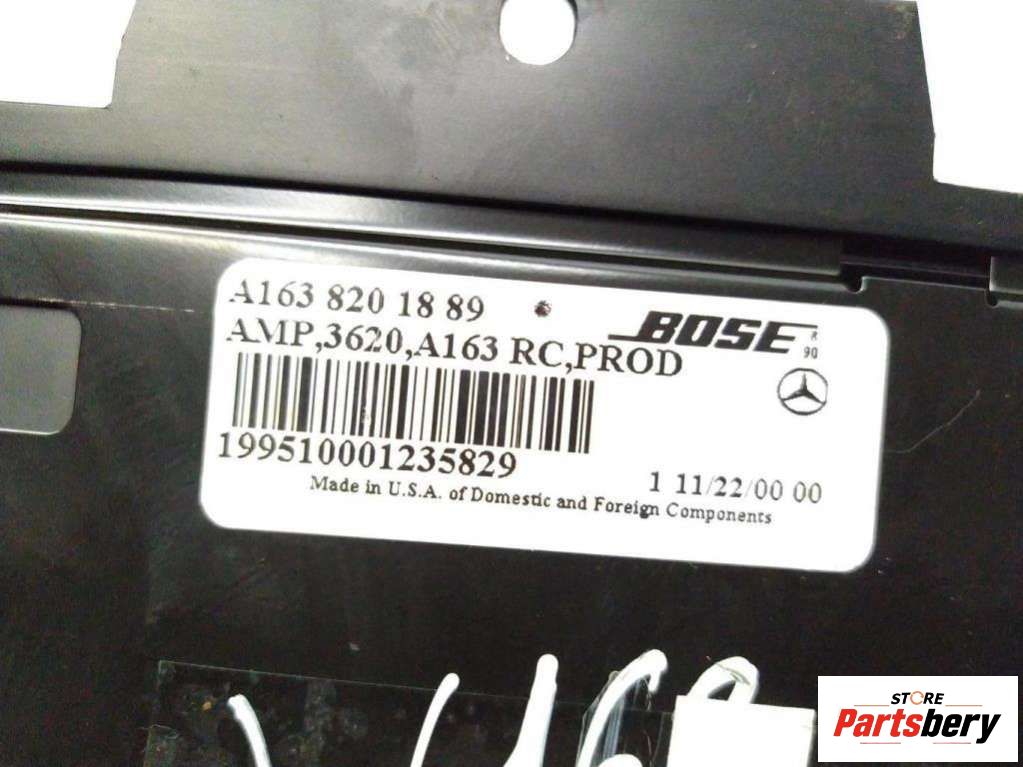 A163 820 18 89
BOSE
R
90
AMP,3620,A163 RC,PROD
199510001235829
1 11/22/00 00
Made in U.S.A. of Domestic and Foreign Components
STORE
Partsbery